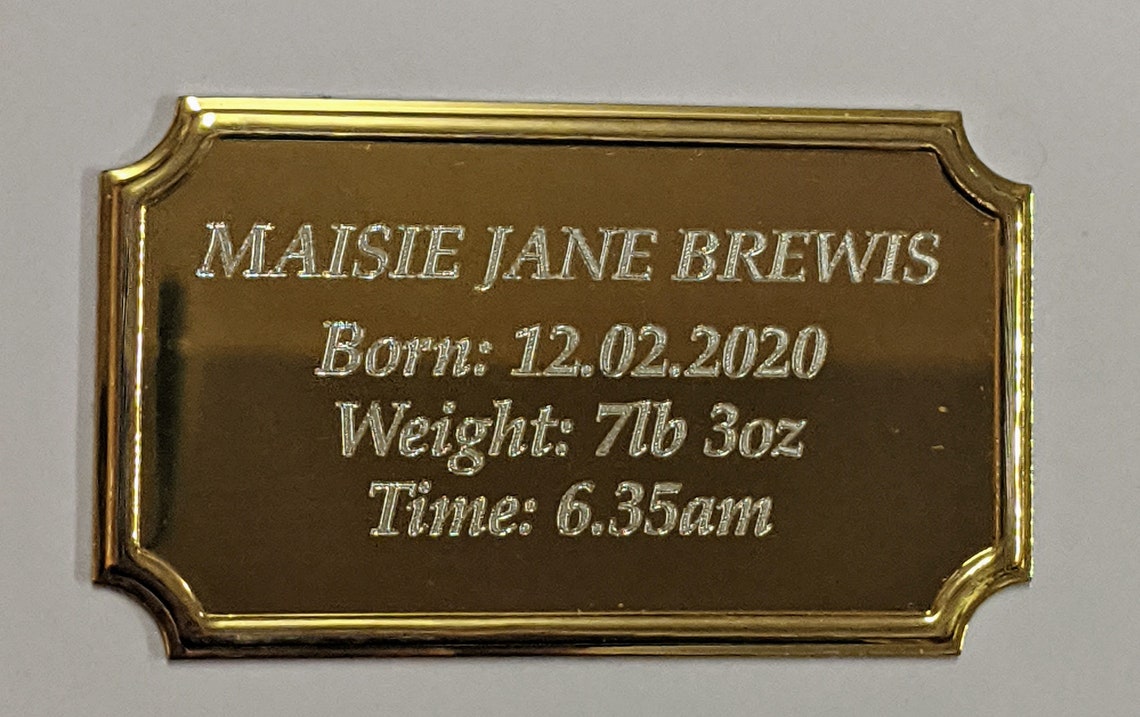 MAISIE JANE BREWIS
Born: 12.02.2020
Weight: 7lb 3oz
Time: 6.35am